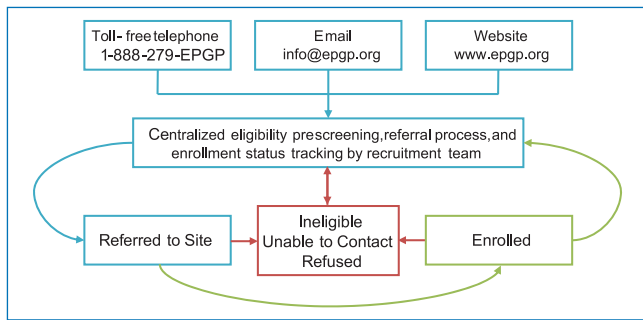 Toll- free telephone
1-888-279-EPGP
Email
info@epgp.org
Website
www.epgp.org
Centralized eligibility prescreening,referral process,and
enrollment status tracking by recruitment team
Referred to Site
Ineligible
Unable to Contact
Refused
Enrolled